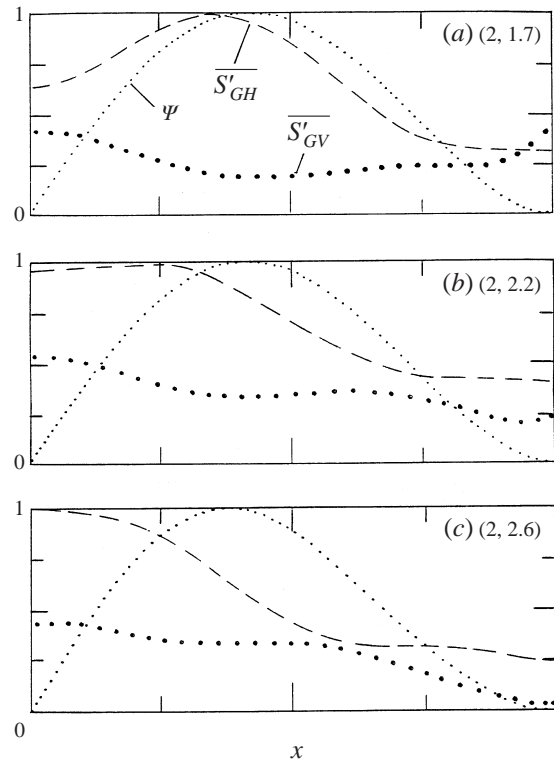 1
(a) (2, 1.7)
S′GH
Ψ
S′GV
0
1
(b) (2, 2.2)
0
1
(c) (2, 2.6)
0
x